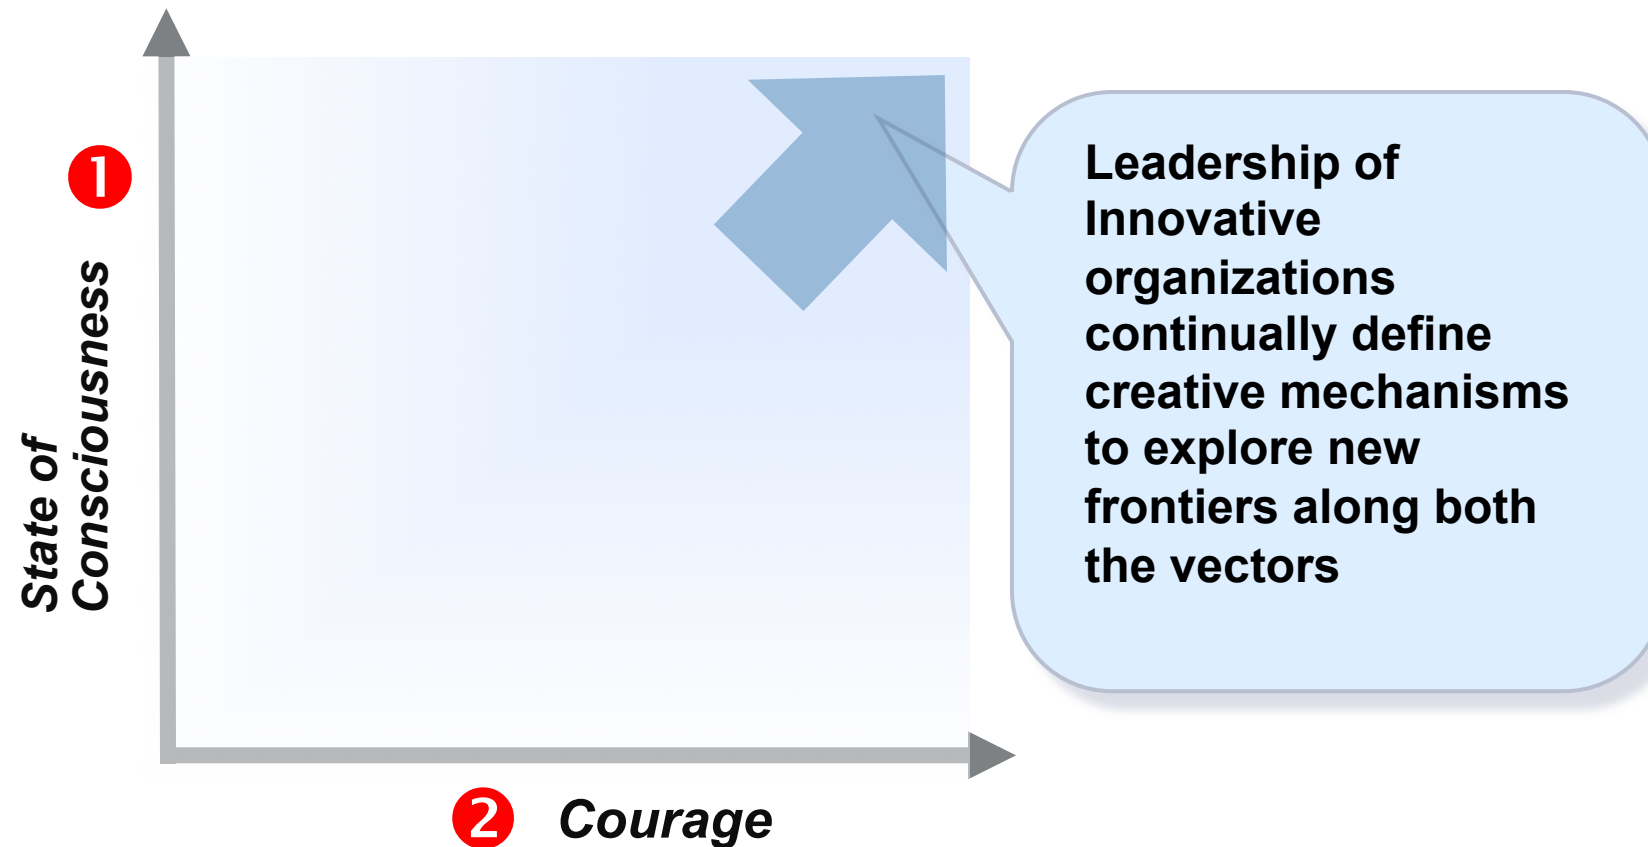 1
State of
Consciousness
Leadership of
Innovative
organizations
continually define
creative mechanisms
to explore new
frontiers along both
the vectors
2 Courage